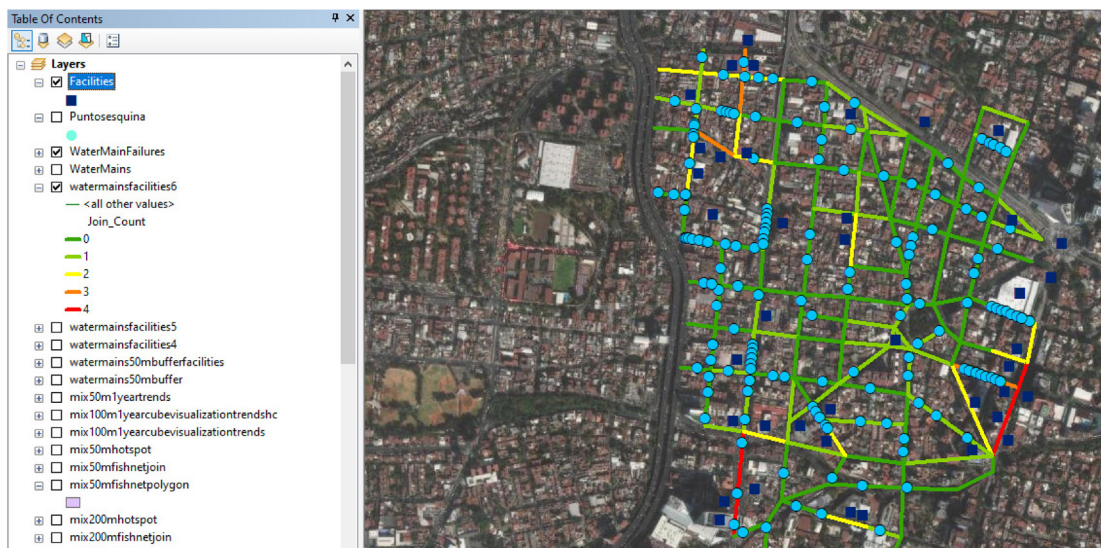 Table Of Contents
Layers
Facilities
Puntosesquina
WaterMainFailures
WaterMains
watermainsfacilities6
<all other values>
Join_Count
0
1
2
3
4
watermainsfacilities5
watermainsfacilities4
watermains50mbufferfacilities
watermains50mbuffer
mix50m1yeartrends
mix100m1yearcubevisualizationtrendshc
mix100m1yearcubevisualizationtrends
mix50mhotspot
mix50mfishnetjoin
mix50mfishnetpolygon
mix200mhotspot
mix200mfishnetjoin